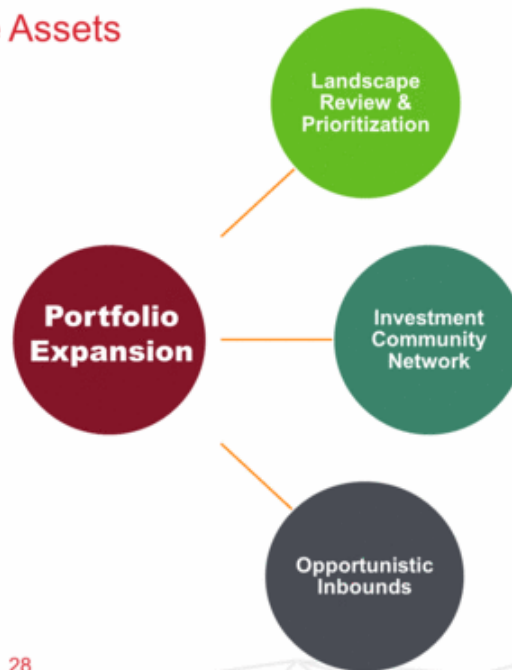 Assets
Landscape
Review &
Prioritization
Portfolio
Expansion
Investment
Community
Network
Opportunistic
Inbounds
28